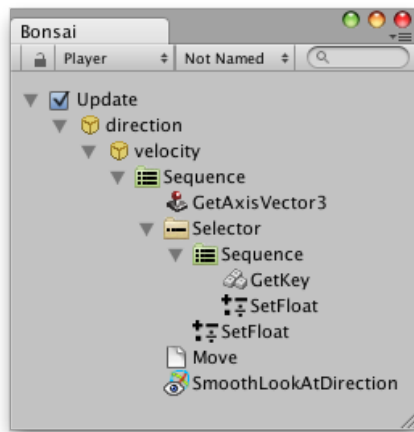 Bonsai
Player Not Named
Update
direction
velocity
Sequence
GetAxisVector3
Selector
Sequence
GetKey
SetFloat
SetFloat
Move
SmoothLookAtDirection